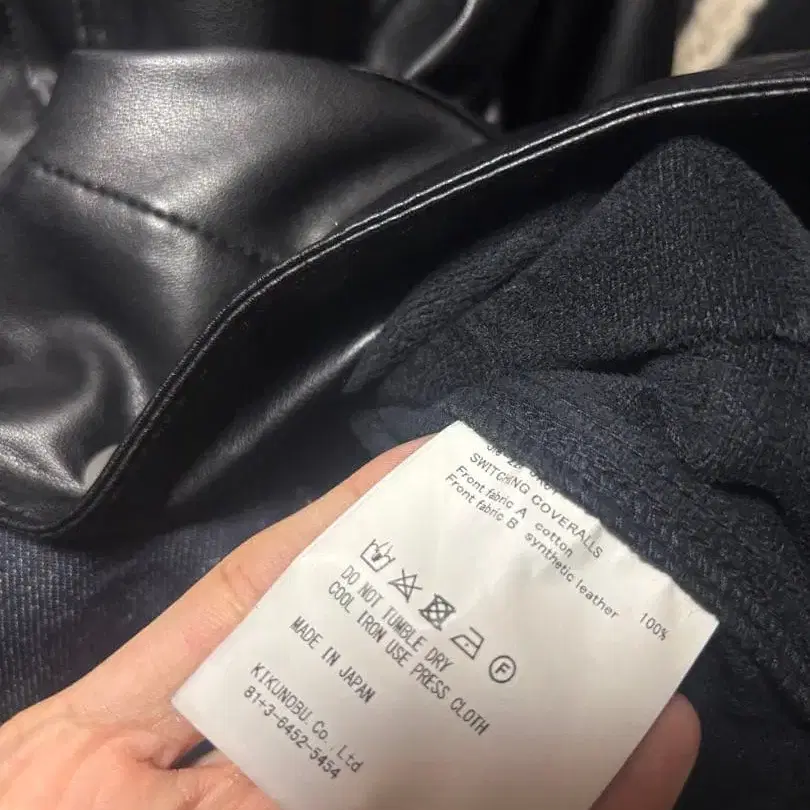 SWITCHING COVERALLS
Front fabric A cotton
Front fabric B synthetic leather 100%
F
DO NOT TUMBLE DRY
COOL IRON USE PRESS CLOTH
MADE IN JAPAN
KIKUNOBU. Co., Ltd
81+3-6452-5454